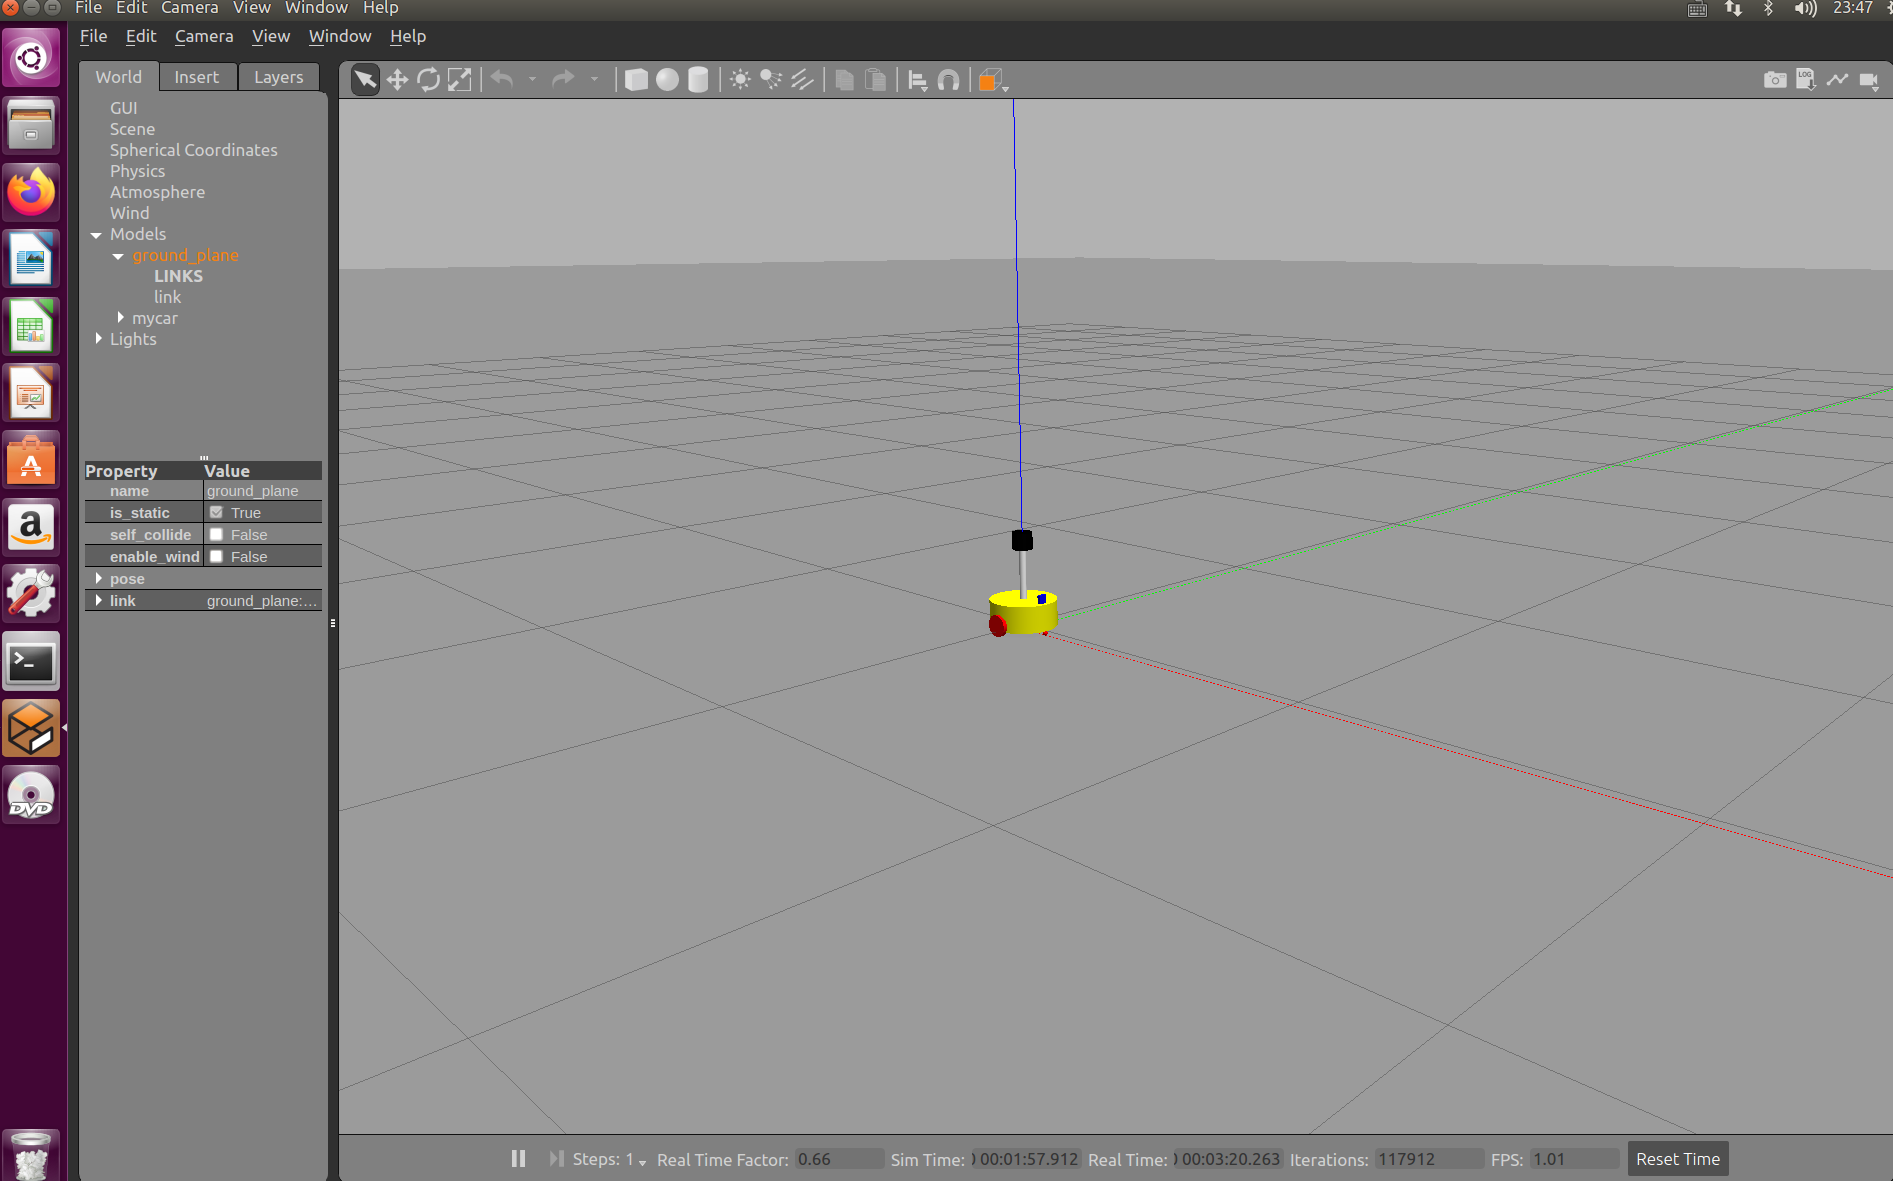 File Edit Camera View Window Help 23:47
File Edit Camera View Window Help
World Insert Layers
LOG
GUI
Scene
Spherical Coordinates
Physics
Atmosphere
Wind
Models
ground_plane
LINKS
link
mycar
Lights
Property Value
name ground_plane
is_static True
self_collide False
enable_wind False
pose
link ground_plane:...
DVD
Steps: 1 Real Time Factor: 0.66 Sim Time: 00:01:57.912 Real Time: 00:03:20.263 Iterations: 117912 FPS: 1.01 Reset Time